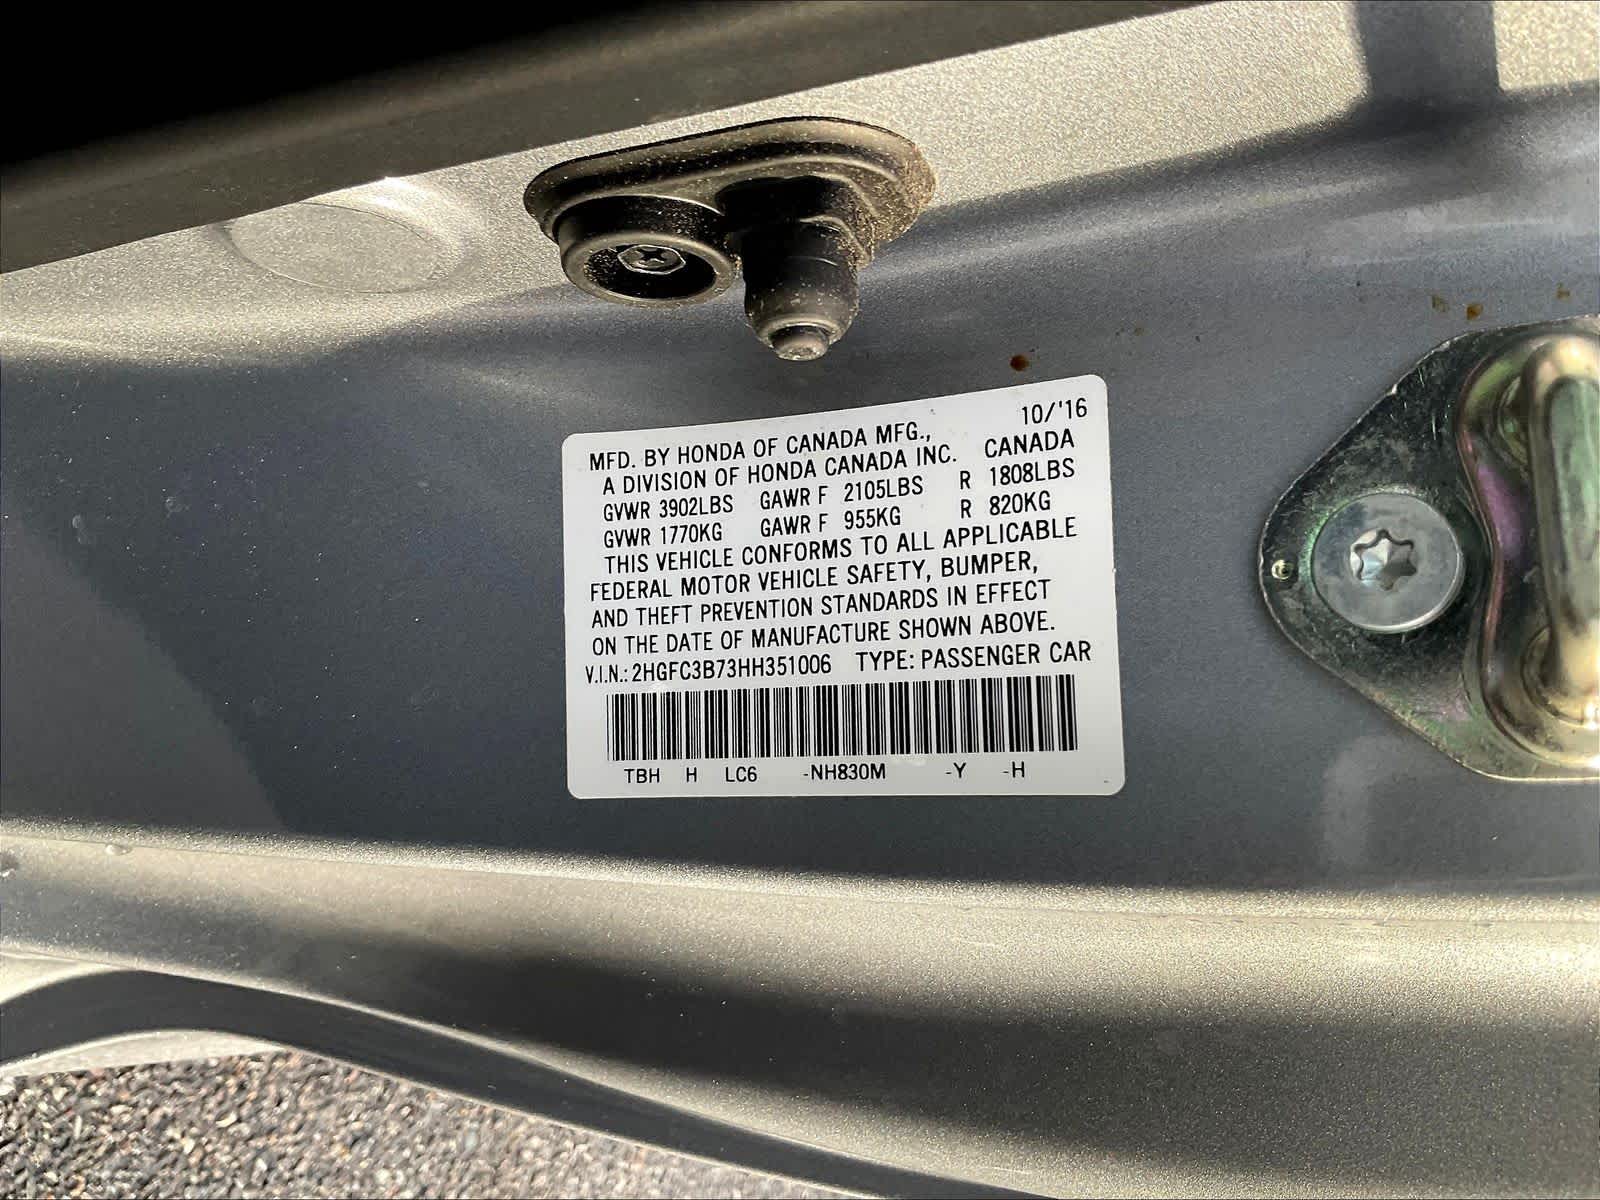 10/'16
MFD. BY HONDA OF CANADA MFG.,
A DIVISION OF HONDA CANADA INC. CANADA
GVWR 3902LBS GAWR F 2105LBS R 1808LBS
GVWR 1770KG GAWR F 955KG R 820KG
THIS VEHICLE CONFORMS TO ALL APPLICABLE
FEDERAL MOTOR VEHICLE SAFETY, BUMPER,
AND THEFT PREVENTION STANDARDS IN EFFECT
ON THE DATE OF MANUFACTURE SHOWN ABOVE.
V.I.N.: 2HGFC3B73HH351006 TYPE: PASSENGER CAR
TBH H LC6 -NH830M -Y -H